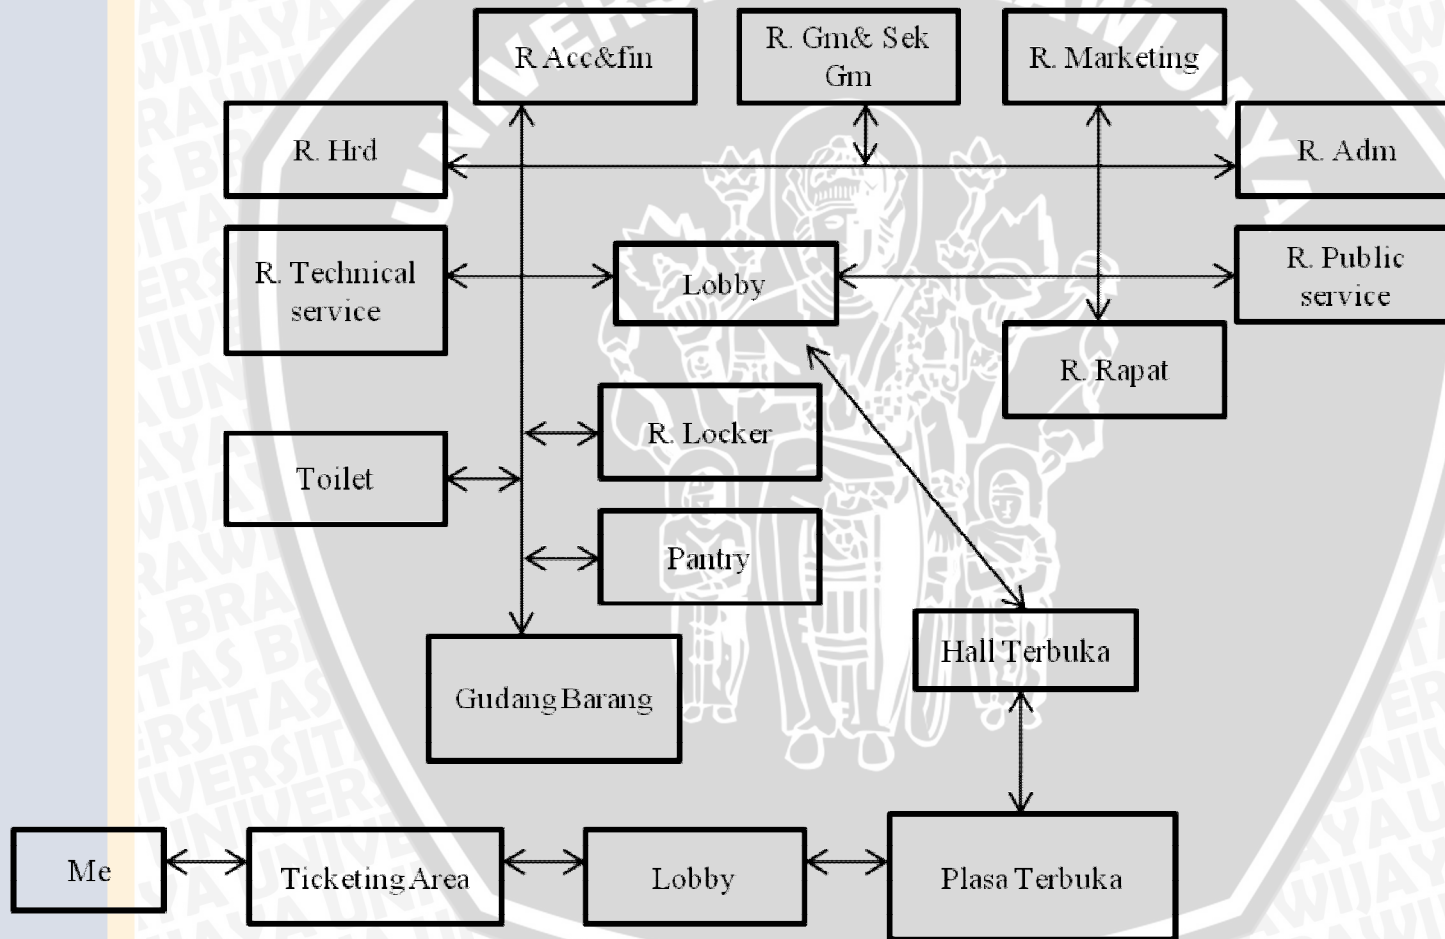 R Acc&fin
R. Gm& Sek
Gm
R. Marketing
R. Hrd
R. Adm
R. Technical
service
Lobby
R. Public
service
R. Rapat
R. Locker
Toilet
Pantry
Hall Terbuka
Gudang Barang
Me
Ticketing Area
Lobby
Plasa Terbuka